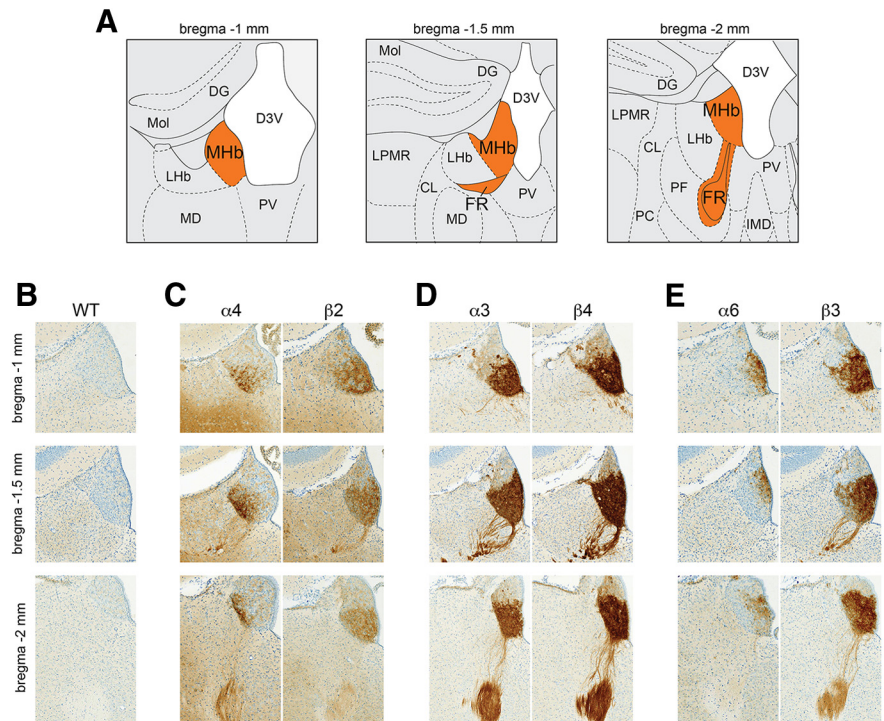 A
bregma -1 mm
bregma -1.5 mm
bregma -2 mm
DG
Mol
D3V
MHb
LHb
MD
PV
Mol
DG
D3V
MHb
LPMR
LHb
CL
FR
MD
PV
DG
D3V
MHb
LPMR
LHb
CL
PF
PV
FR
PC
IMD
B
C
D
E
WT
α4
β2
α3
β4
α6
β3
bregma -1 mm
bregma -1.5 mm
bregma -2 mm